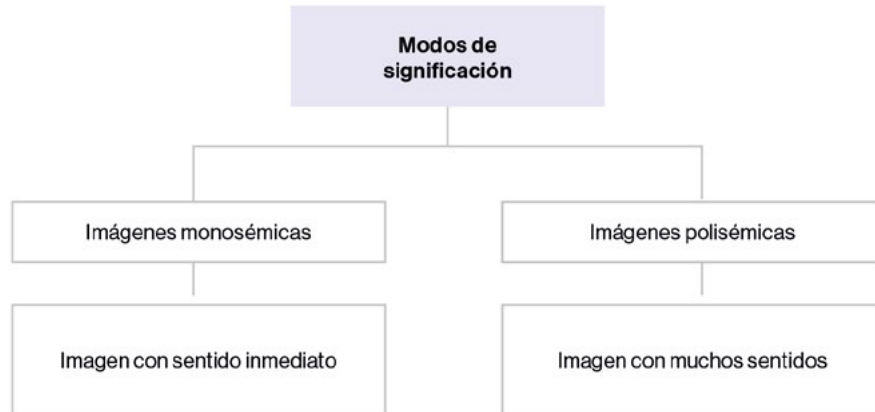 Modos de
significación
Imágenes monosémicas
Imágenes polisémicas
Imagen con sentido inmediato
Imagen con muchos sentidos